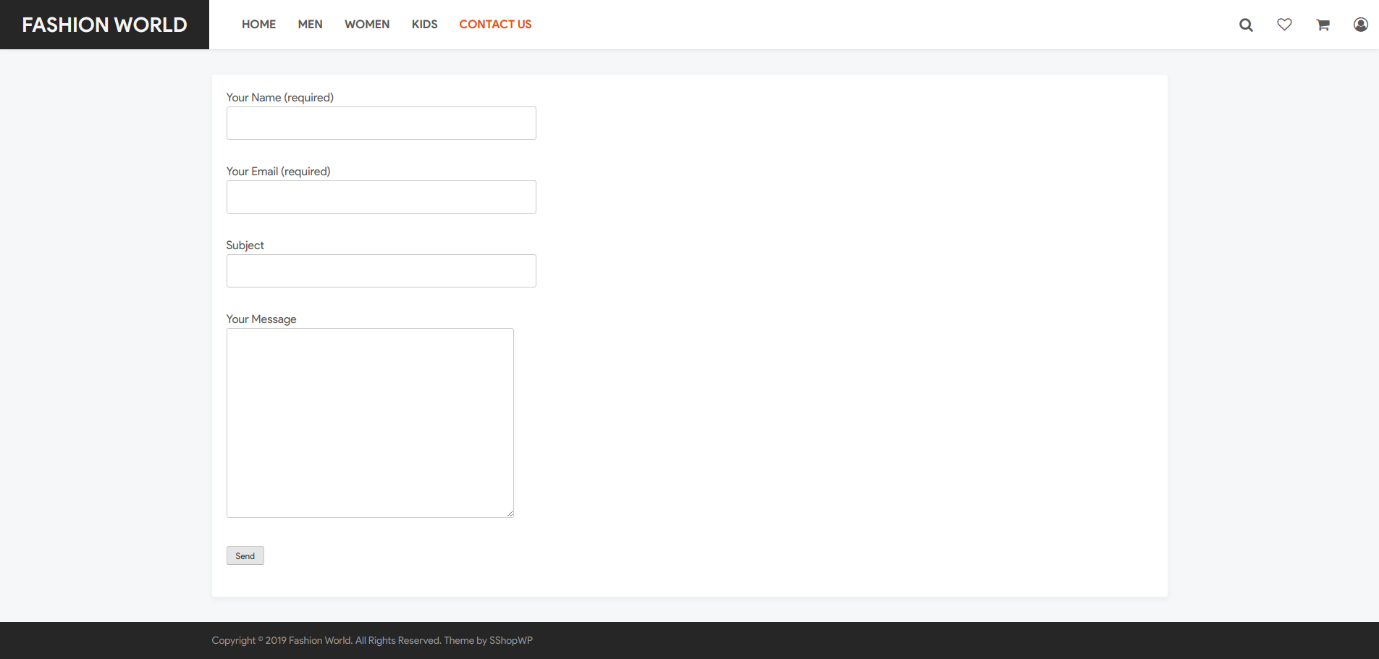 FASHION WORLD
HOME MEN WOMEN KIDS CONTACT US
Your Name (required)
Your Email (required)
Subject
Your Message
Send
Copyright © 2019 Fashion World. All Rights Reserved. Theme by SShopWP